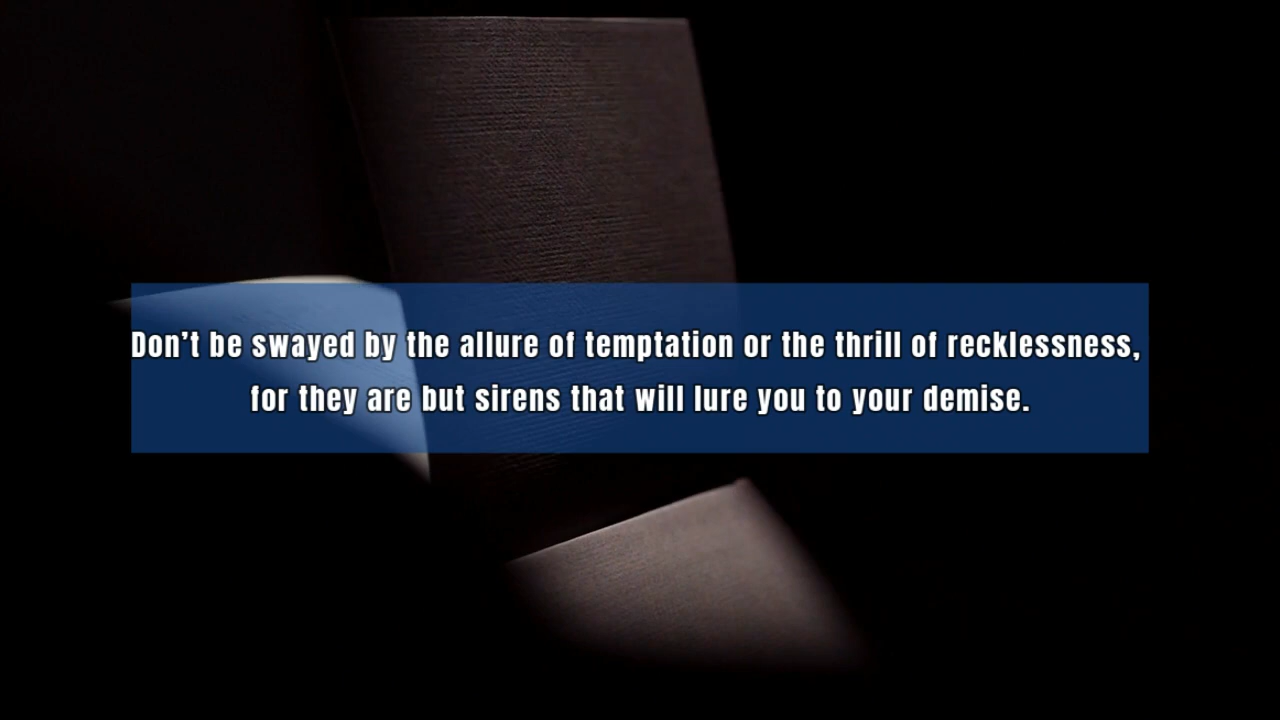 Don’t be swayed by the allure of temptation or the thrill of recklessness,
for they are but sirens that will lure you to your demise.